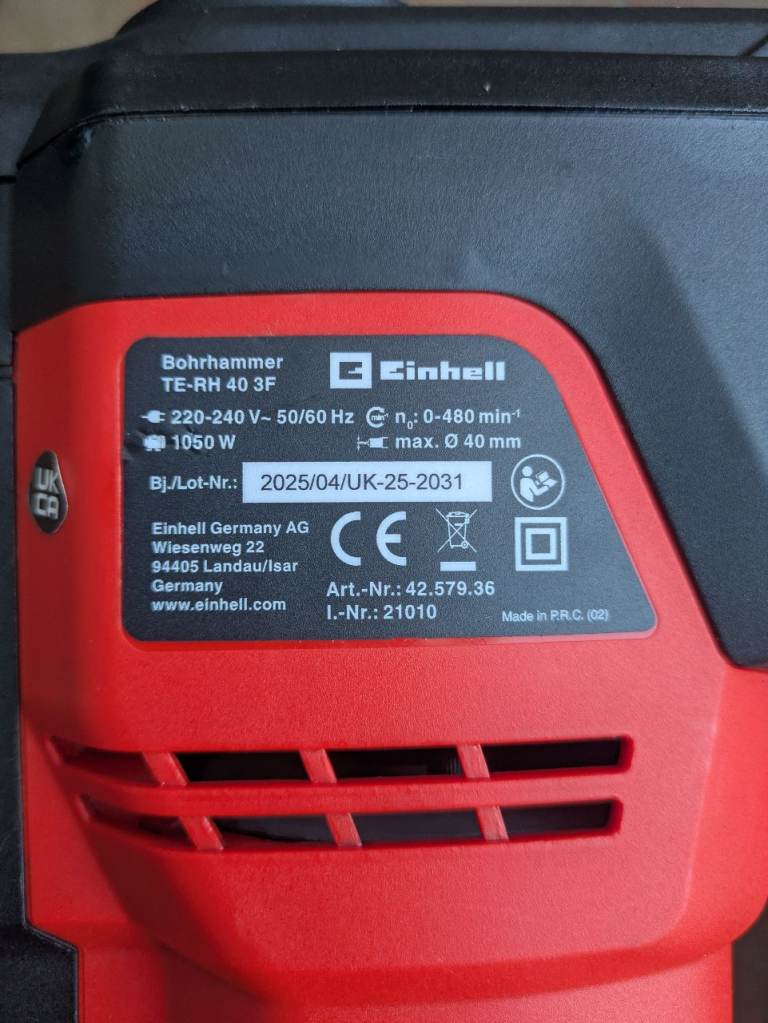 Bohrhammer
TE-RH 40 3F
Einhell
220-240 V~ 50/60 Hz
min⁻¹
n₀: 0-480 min⁻¹
1050 W
max. Ø 40 mm
Bj./Lot-Nr.: 2025/04/UK-25-2031
UK
CA
Einhell Germany AG
Wiesenweg 22
94405 Landau/Isar
Germany
www.einhell.com
CE
Art.-Nr.: 42.579.36
I.-Nr.: 21010
Made in P.R.C. (02)